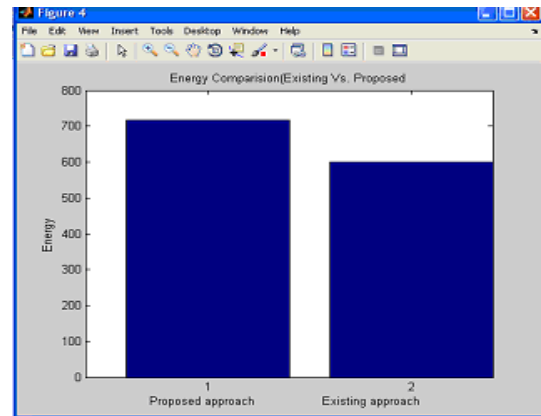 Figure 4
File Edit View Insert Tools Desktop Window Help
Energy Comparision(Existing Vs. Proposed
800
700
600
500
400
300
200
100
0
Energy
1
2
Proposed approach
Existing approach